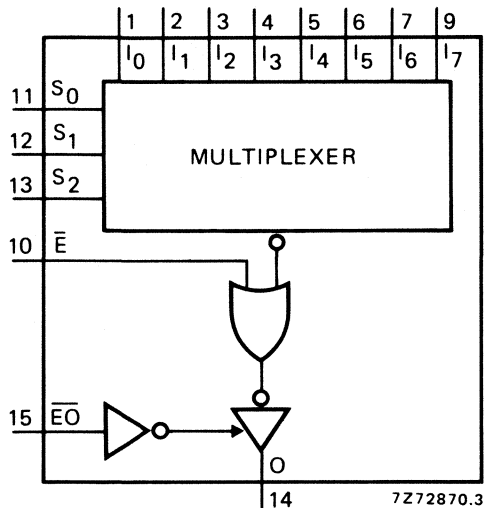 1 2 3 4 5 6 7 9
I0 I1 I2 I3 I4 I5 I6 I7
11 S0
12 S1
MULTIPLEXER
13 S2
10 E̅
15 E̅O̅
O
14
7Z72870.3